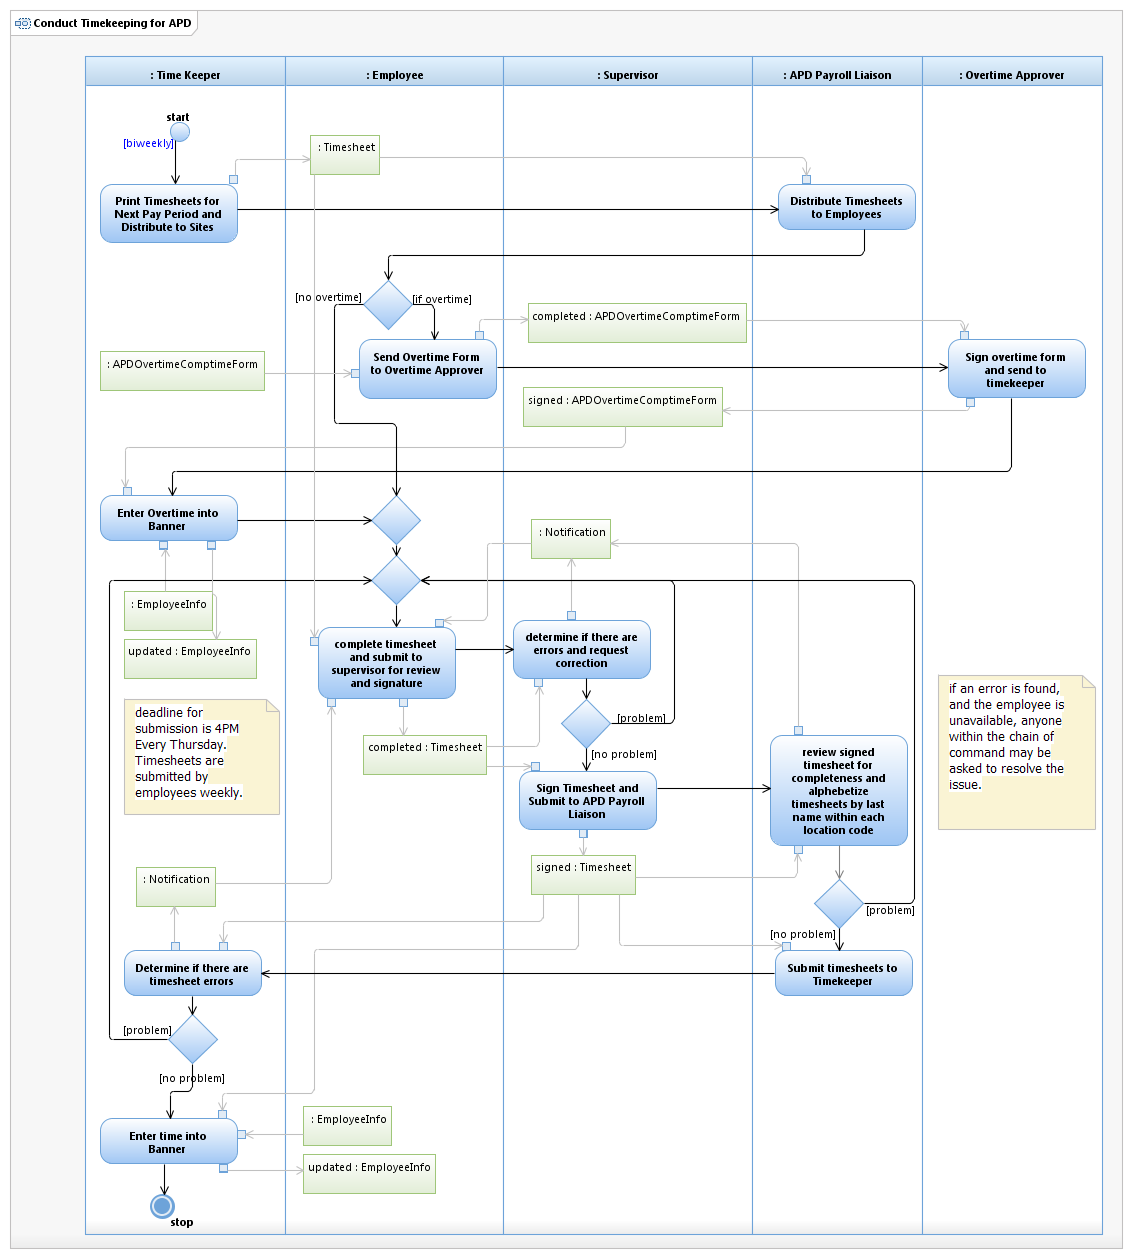 Conduct Timekeeping for APD
: Time Keeper
: Employee
: Supervisor
: APD Payroll Liaison
: Overtime Approver
start
[biweekly]
: Timesheet
Print Timesheets for
Next Pay Period and
Distribute to Sites
Distribute Timesheets
to Employees
[no overtime]
[if overtime]
completed : APDOvertimeComptimeForm
: APDOvertimeComptimeForm
Send Overtime Form
to Overtime Approver
Sign overtime form
and send to
timekeeper
signed : APDOvertimeComptimeForm
Enter Overtime into
Banner
: Notification
: EmployeeInfo
updated : EmployeeInfo
complete timesheet
and submit to
supervisor for review
and signature
determine if there are
errors and request
correction
[problem]
[no problem]
completed : Timesheet
deadline for
submission is 4PM
Every Thursday.
Timesheets are
submitted by
employees weekly.
if an error is found,
and the employee is
unavailable, anyone
within the chain of
command may be
asked to resolve the
issue.
Sign Timesheet and
Submit to APD Payroll
Liaison
review signed
timesheet for
completeness and
alphebetize
timesheets by last
name within each
location code
signed : Timesheet
: Notification
[problem]
[no problem]
Determine if there are
timesheet errors
Submit timesheets to
Timekeeper
[problem]
[no problem]
: EmployeeInfo
Enter time into
Banner
updated : EmployeeInfo
stop